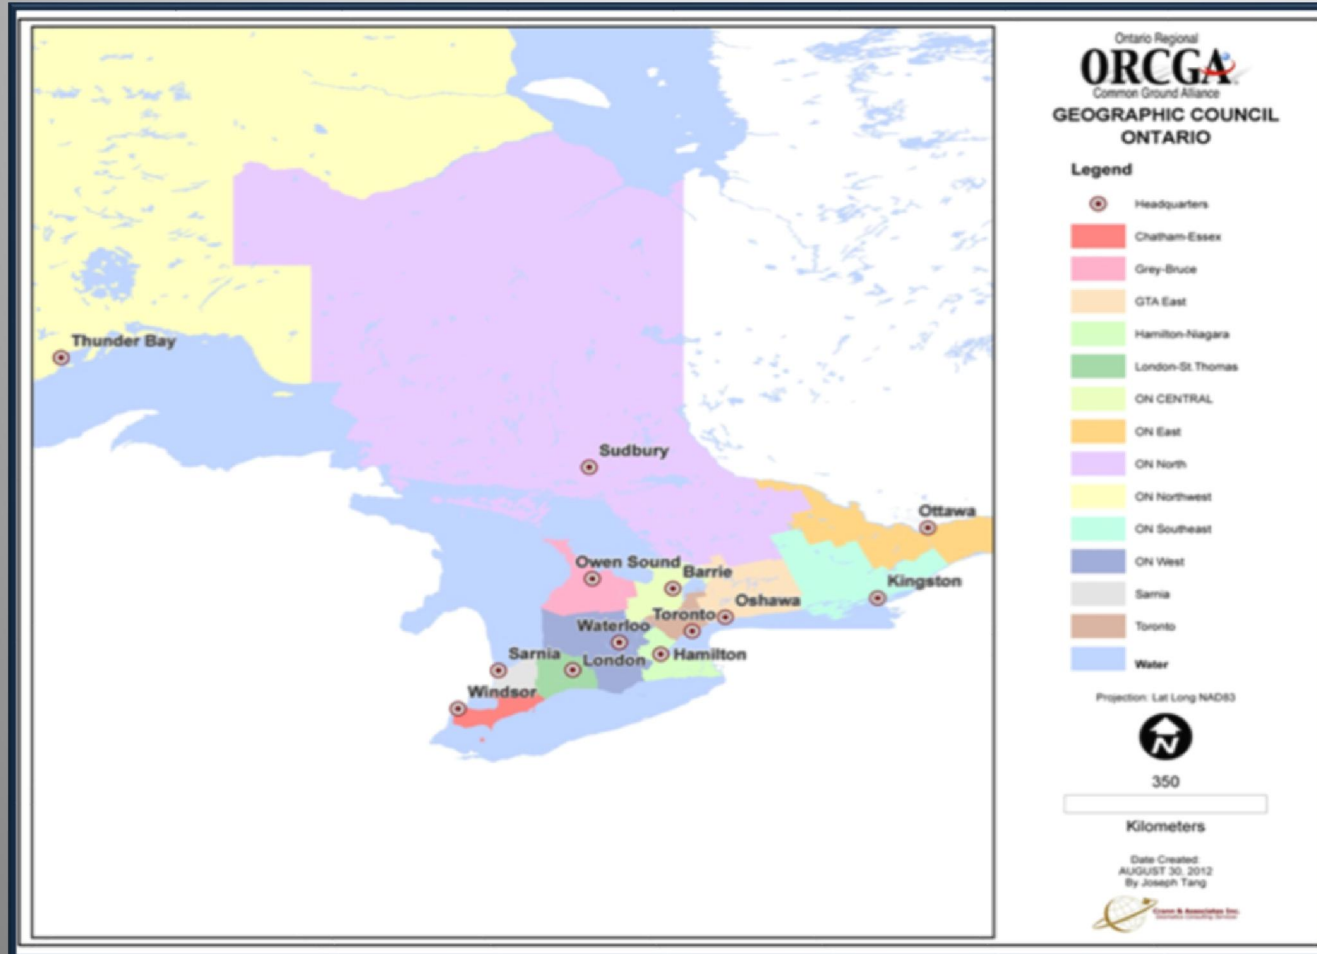 Ontario Regional
ORCGA
Common Ground Alliance
GEOGRAPHIC COUNCIL
ONTARIO
Legend
Headquarters
Chatham-Essex
Grey-Bruce
GTA East
Hamilton-Niagara
London-St.Thomas
ON CENTRAL
ON East
ON North
ON Northwest
ON Southeast
ON West
Sarnia
Toronto
Water
Projection: Lat Long NAD83
N
350
Kilometers
Date Created:
AUGUST 30, 2012
By Joseph Tang
& Associates Inc.
Thunder Bay
Sudbury
Ottawa
Owen Sound
Barrie
Kingston
Oshawa
Toronto
Waterloo
Hamilton
Sarnia
London
Windsor